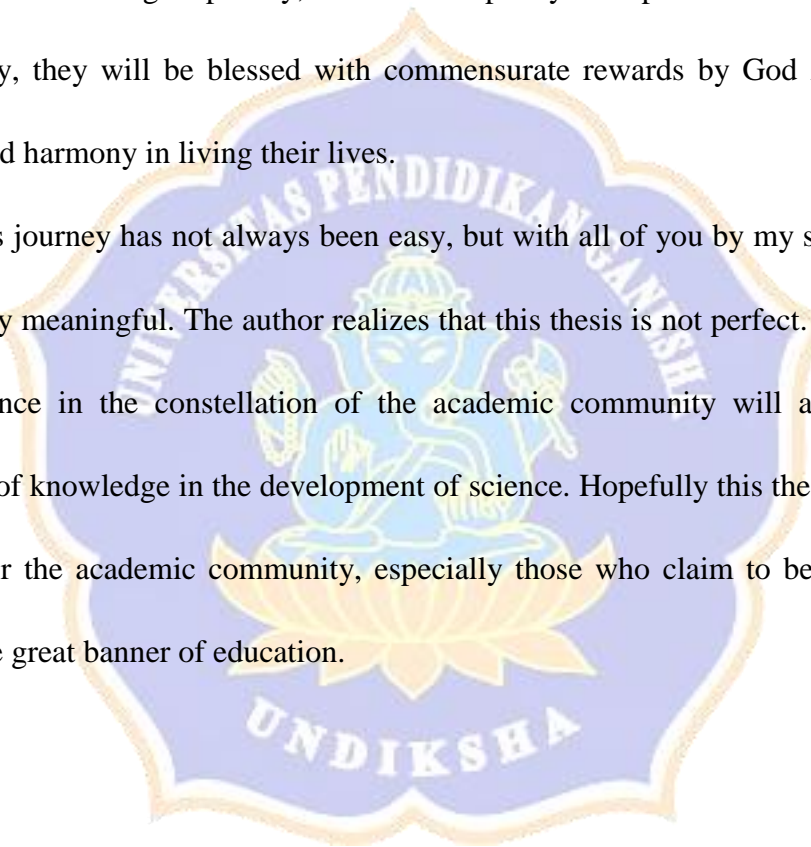 y, they will be blessed with commensurate rewards by God
d harmony in living their lives.
s journey has not always been easy, but with all of you by my s
y meaningful. The author realizes that this thesis is not perfect.
nce in the constellation of the academic community will a
of knowledge in the development of science. Hopefully this the
r the academic community, especially those who claim to be
e great banner of education.
UNIVERSITAS PENDIDIKAN GANESHA
UNDIKSHA